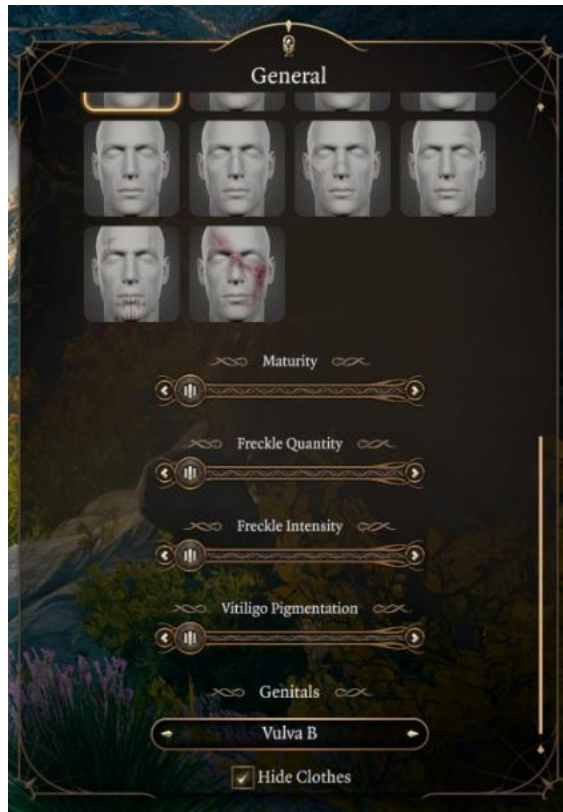 General
Maturity
Freckle Quantity
Freckle Intensity
Vitiligo Pigmentation
Genitals
Vulva B
Hide Clothes